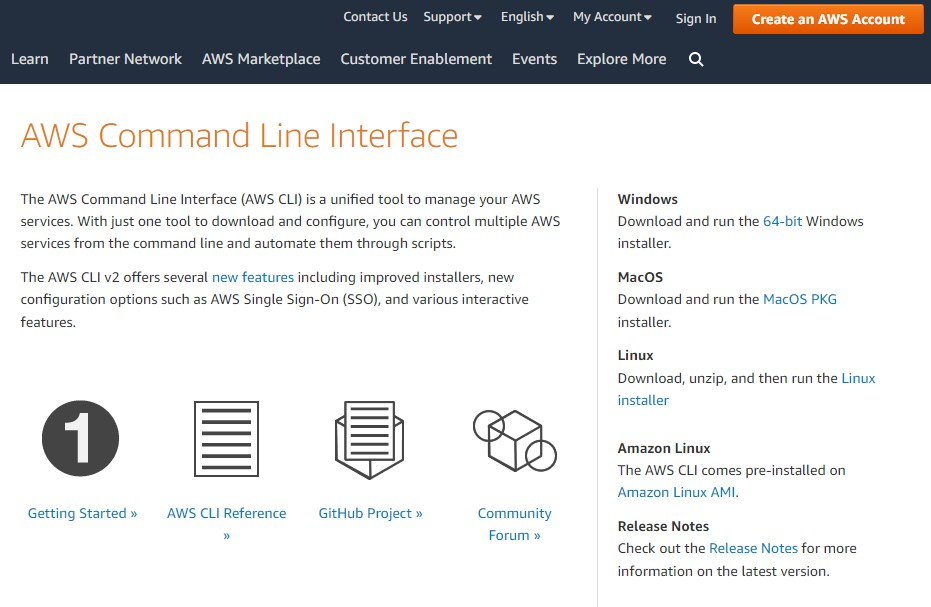 Contact Us Support English My Account Sign In Create an AWS Account
Learn Partner Network AWS Marketplace Customer Enablement Events Explore More
AWS Command Line Interface
The AWS Command Line Interface (AWS CLI) is a unified tool to manage your AWS
services. With just one tool to download and configure, you can control multiple AWS
services from the command line and automate them through scripts.
The AWS CLI v2 offers several new features including improved installers, new
configuration options such as AWS Single Sign-On (SSO), and various interactive
features.
1
Getting Started »
AWS CLI Reference
»
GitHub Project »
Community
Forum »
Windows
Download and run the 64-bit Windows
installer.
MacOS
Download and run the MacOS PKG
installer.
Linux
Download, unzip, and then run the Linux
installer
Amazon Linux
The AWS CLI comes pre-installed on
Amazon Linux AMI.
Release Notes
Check out the Release Notes for more
information on the latest version.